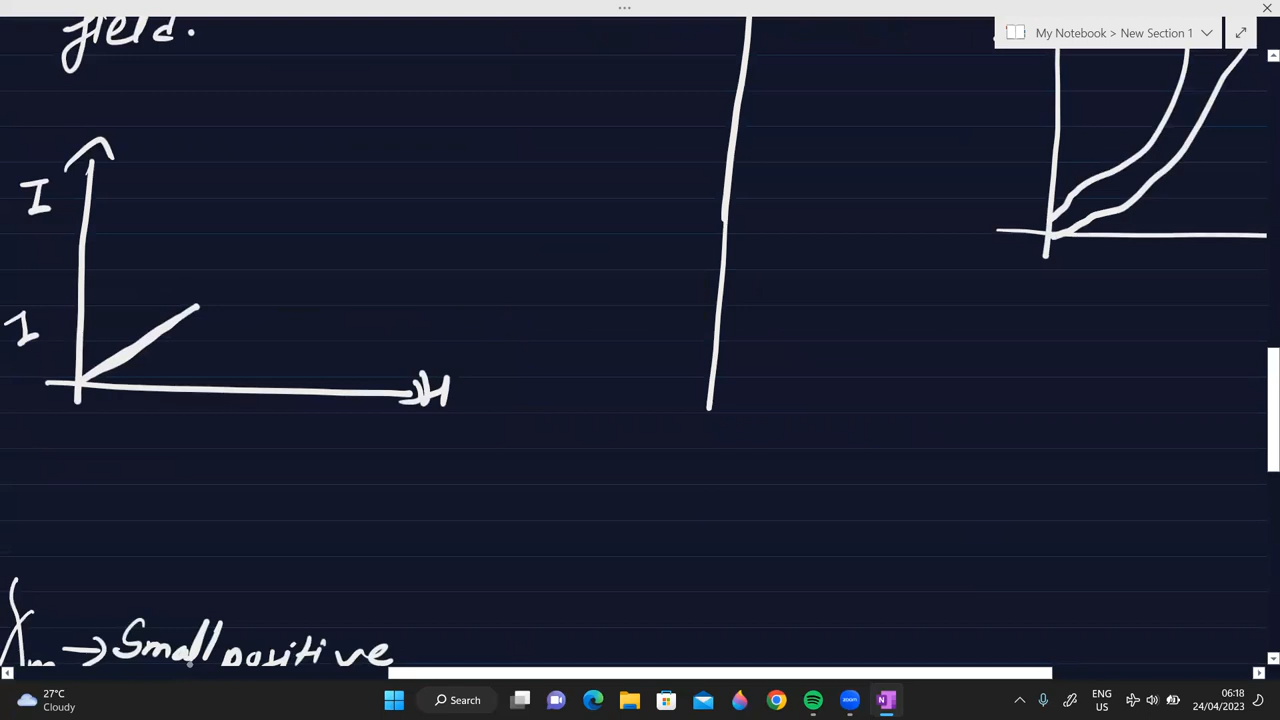 field.
My Notebook > New Section 1
I
I
H
χm → Small positive
27°C
Cloudy
Search
zoom
N
ENG
US
06:18
24/04/2023